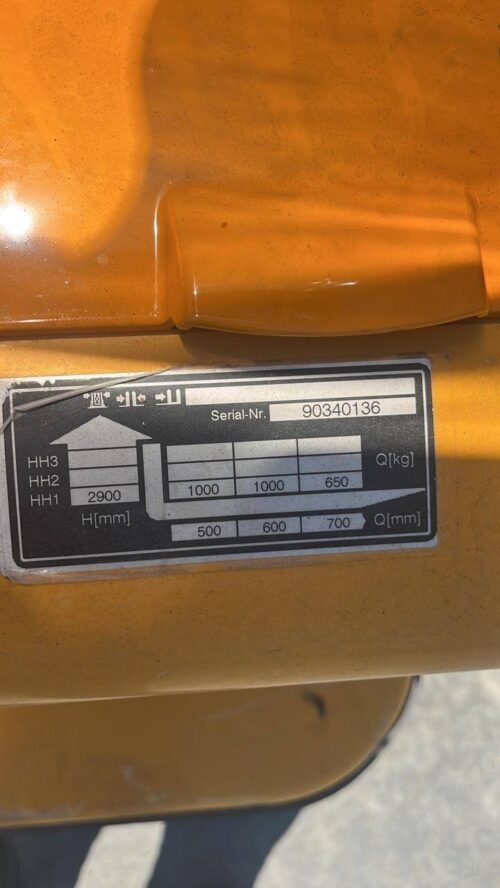 Serial-Nr. 90340136
HH3
HH2 Q[kg]
HH1 2900 1000 1000 650
H[mm]
500 600 700 Q[mm]